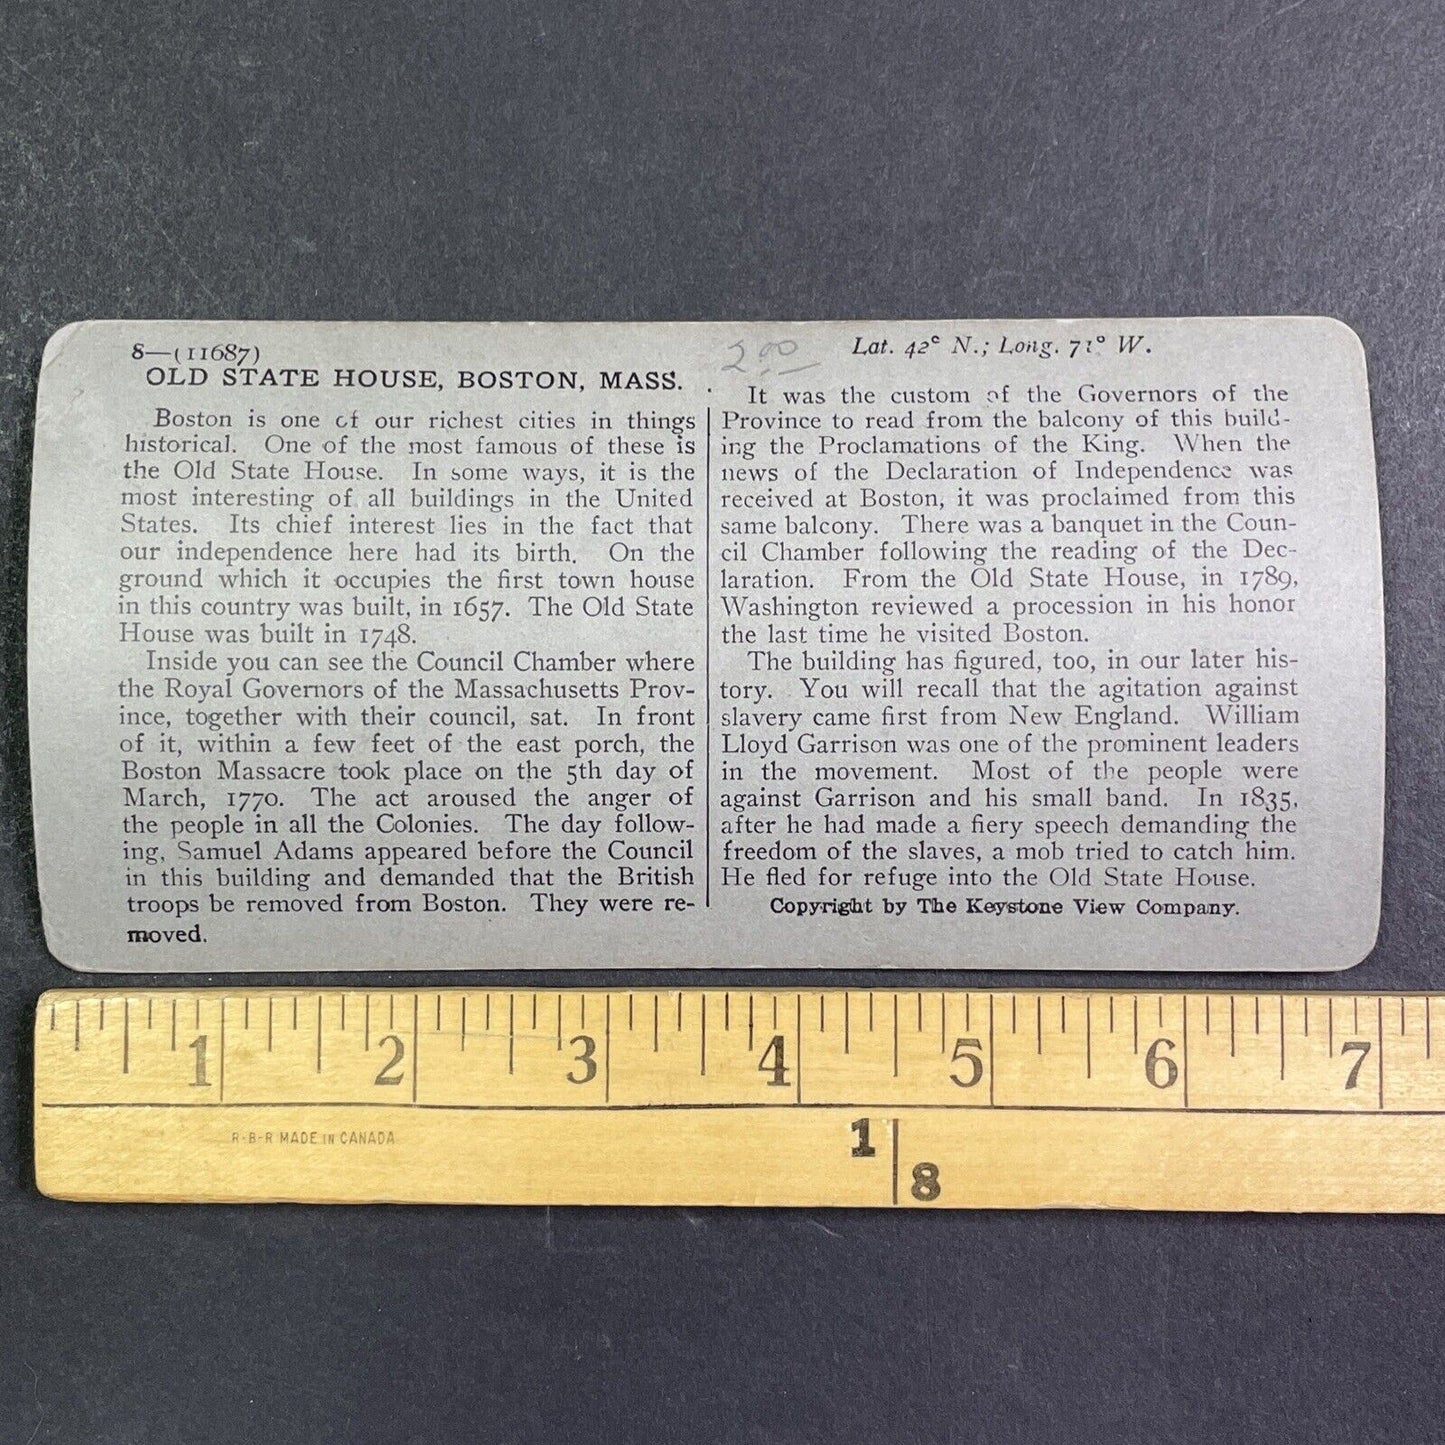 8—(11687)
OLD STATE HOUSE, BOSTON, MASS.
Boston is one of our richest cities in things
historical. One of the most famous of these is
the Old State House. In some ways, it is the
most interesting of all buildings in the United
States. Its chief interest lies in the fact that
our independence here had its birth. On the
ground which it occupies the first town house
in this country was built, in 1657. The Old State
House was built in 1748.
Inside you can see the Council Chamber where
the Royal Governors of the Massachusetts Prov-
ince, together with their council, sat. In front
of it, within a few feet of the east porch, the
Boston Massacre took place on the 5th day of
March, 1770. The act aroused the anger of
the people in all the Colonies. The day follow-
ing, Samuel Adams appeared before the Council
in this building and demanded that the British
troops be removed from Boston. They were re-
moved.
2.00
Lat. 42° N.; Long. 71° W.
It was the custom of the Governors of the
Province to read from the balcony of this build-
ing the Proclamations of the King. When the
news of the Declaration of Independence was
received at Boston, it was proclaimed from this
same balcony. There was a banquet in the Coun-
cil Chamber following the reading of the Dec-
laration. From the Old State House, in 1789,
Washington reviewed a procession in his honor
the last time he visited Boston.
The building has figured, too, in our later his-
tory. You will recall that the agitation against
slavery came first from New England. William
Lloyd Garrison was one of the prominent leaders
in the movement. Most of the people were
against Garrison and his small band. In 1835,
after he had made a fiery speech demanding the
freedom of the slaves, a mob tried to catch him.
He fled for refuge into the Old State House.
Copyright by The Keystone View Company.
1 2 3 4 5 6 7
R-B-R MADE IN CANADA
1
8